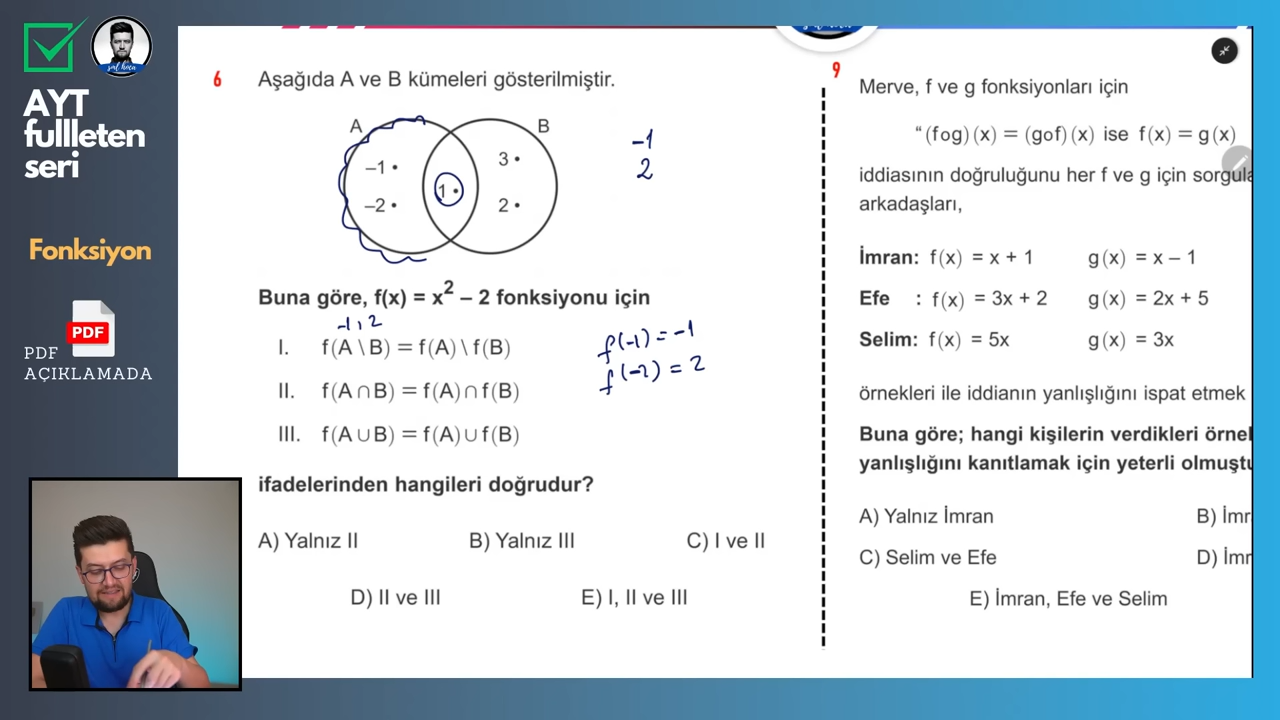 AYT
fullleten
seri
Fonksiyon
PDF
PDF
AÇIKLAMADA
6
Aşağıda A ve B kümeleri gösterilmiştir.
A
B
–1 •
–2 •
1 •
3 •
2 •
-1
2
Buna göre, f(x) = x² – 2 fonksiyonu için
-1, 2
I. f(A \ B) = f(A) \ f(B)
f(-1) = -1
f(-2) = 2
II. f(A ∩ B) = f(A) ∩ f(B)
III. f(A ∪ B) = f(A) ∪ f(B)
ifadelerinden hangileri doğrudur?
A) Yalnız II
B) Yalnız III
C) I ve II
D) II ve III
E) I, II ve III
9
Merve, f ve g fonksiyonları için
“(fog)(x) = (gof)(x) ise f(x) = g(x)
iddiasının doğruluğunu her f ve g için sorgula
arkadaşları,
İmran: f(x) = x + 1 g(x) = x – 1
Efe : f(x) = 3x + 2 g(x) = 2x + 5
Selim: f(x) = 5x g(x) = 3x
örnekleri ile iddianın yanlışlığını ispat etmek
Buna göre; hangi kişilerin verdikleri örnel
yanlışlığını kanıtlamak için yeterli olmuştu
A) Yalnız İmran
B) İmr
C) Selim ve Efe
D) İmr
E) İmran, Efe ve Selim